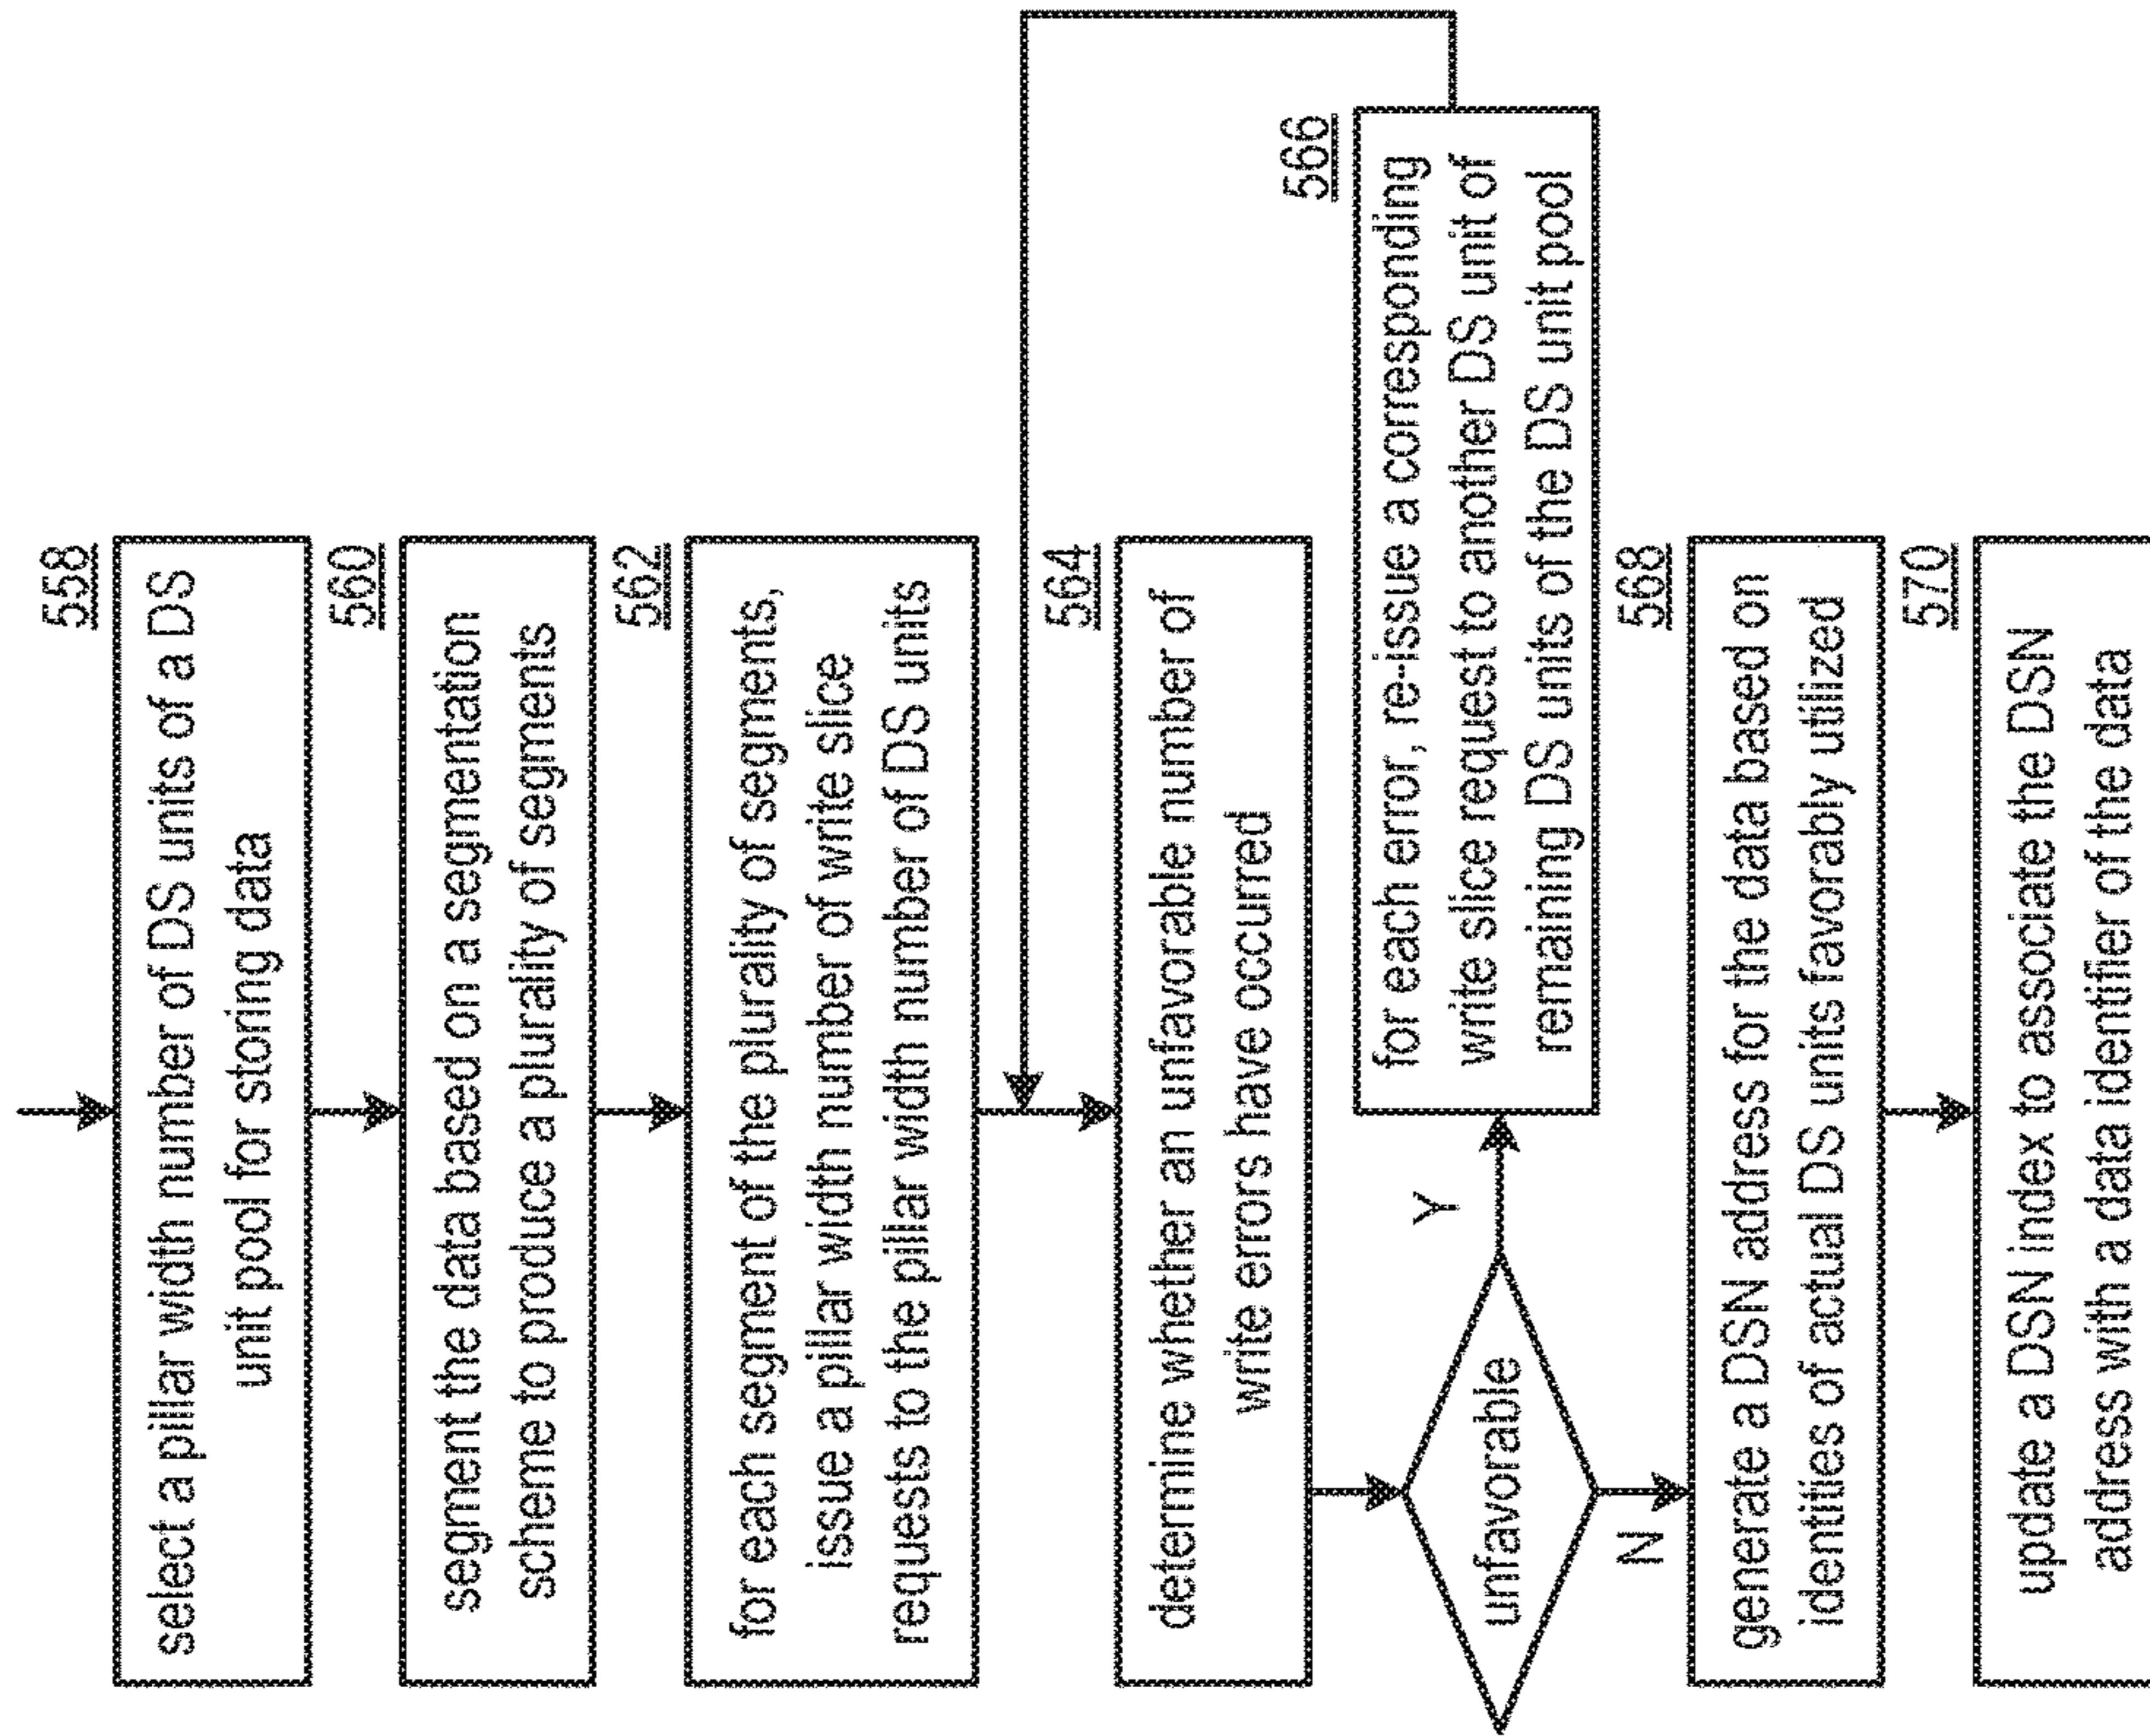 558
select a pillar width number of DS units of a DS
unit pool for storing data
560
segment the data based on a segmentation
scheme to produce a plurality of segments
562
for each segment of the plurality of segments,
issue a pillar width number of write slice
requests to the pillar width number of DS units
564
determine whether an unfavorable number of
write errors have occurred
unfavorable
Y
N
566
for each error, re-issue a corresponding
write slice request to another DS unit of
remaining DS units of the DS unit pool
568
generate a DSN address for the data based on
identities of actual DS units favorably utilized
570
update a DSN index to associate the DSN
address with a data identifier of the data